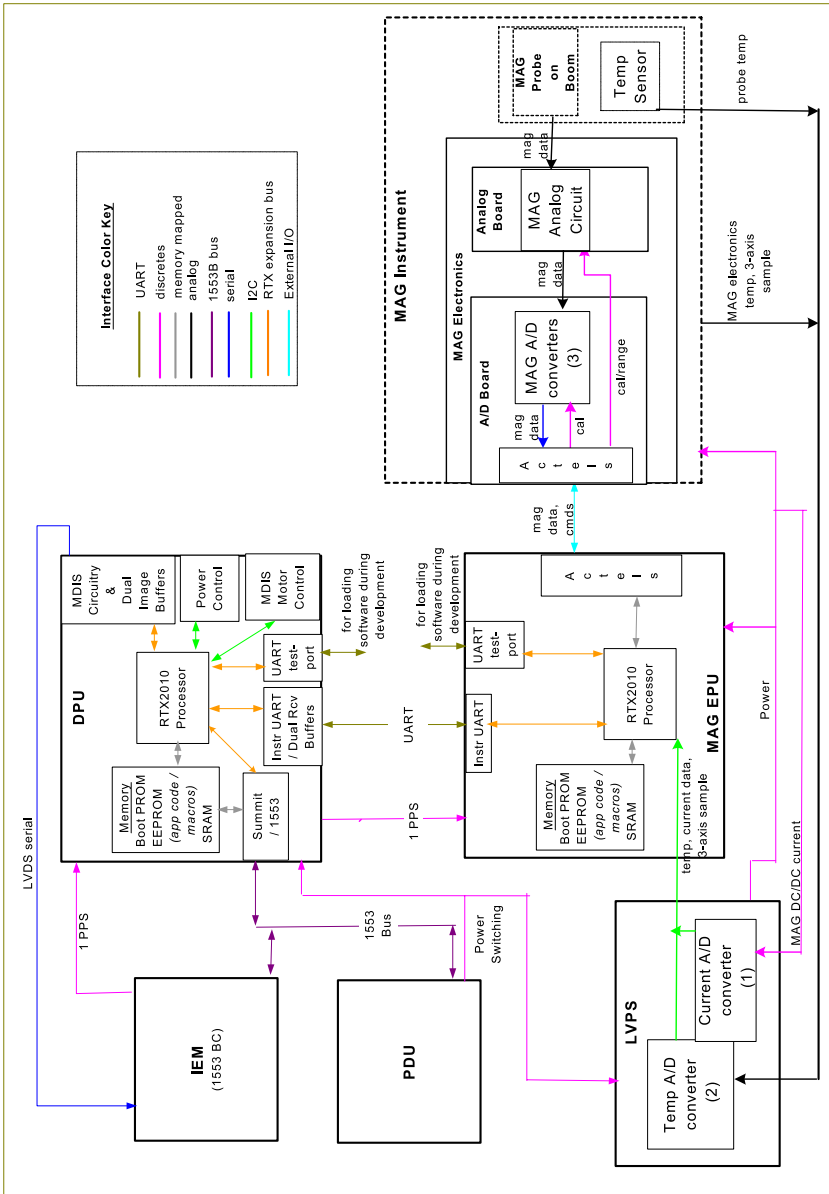 Interface Color Key
UART
discretes
memory mapped
analog
1553B bus
serial
I2C
RTX expansion bus
External I/O
LVDS serial
1 PPS
IEM
(1553 BC)
1553
Bus
PDU
Power
Switching
DPU
MDIS
Circuitry
&
Dual
Image
Buffers
Power
Control
MDIS
Motor
Control
RTX2010
Processor
UART
test-
port
Instr UART
/ Dual Rcv
Buffers
Memory
Boot PROM
EEPROM
(app code /
macros)
SRAM
Summit
/ 1553
for loading
software during
development
for loading
software during
development
UART
1 PPS
MAG EPU
UART
test-port
Instr UART
RTX2010
Processor
Memory
Boot PROM
EEPROM
(app code /
macros)
SRAM
A c t e l s
mag
data,
cmds
MAG Instrument
MAG
Probe
on
Boom
Temp
Sensor
probe temp
mag
data
MAG Electronics
Analog
Board
MAG
Analog
Circuit
mag
data
A/D Board
MAG A/D
converters
(3)
mag
data
cal
cal/range
A c t e l s
MAG electronics
temp, 3-axis
sample
Power
MAG DC/DC current
temp, current data,
3-axis sample
LVPS
Temp A/D
converter
(2)
Current A/D
converter
(1)